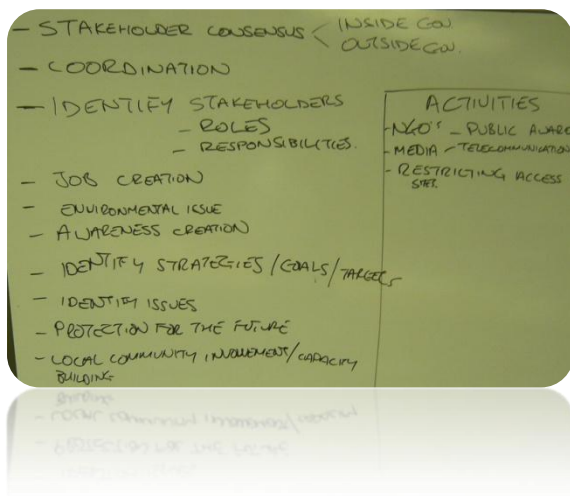 - STAKEHOLDER CONSENSUS < INSIDE GOV.
OUTSIDE GOV.
- COORDINATION
- IDENTIFY STAKEHOLDERS
- ROLES
- RESPONSIBILITIES.
- JOB CREATION
- ENVIRONMENTAL ISSUE
- AWARENESS CREATION
- IDENTIFY STRATEGIES/GOALS/TARGETS
- IDENTIFY ISSUES
- PROTECTION FOR THE FUTURE
- LOCAL COMMUNITY INVOLVEMENT/CAPACITY
BUILDING
ACTIVITIES
- NGO's - PUBLIC AWARE
- MEDIA - TELECOMMUNICATION
- RESTRICTING ACCESS